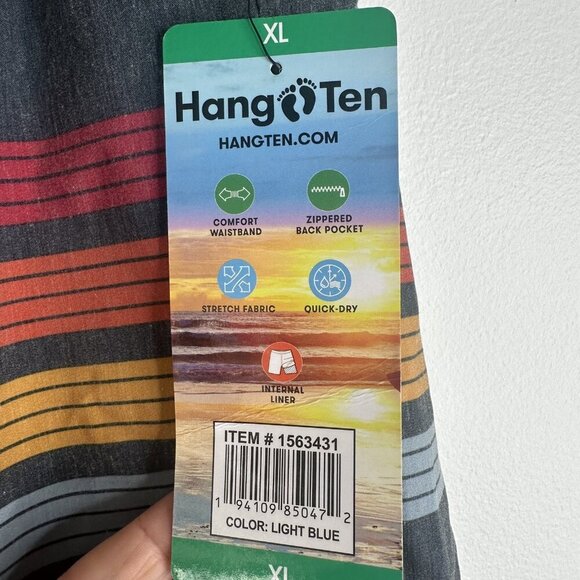 XL
Hang Ten
HANGTEN.COM
COMFORT
WAISTBAND
ZIPPERED
BACK POCKET
STRETCH FABRIC
QUICK-DRY
INTERNAL
LINER
ITEM # 1563431
1 94109 85047 2
COLOR: LIGHT BLUE
XL